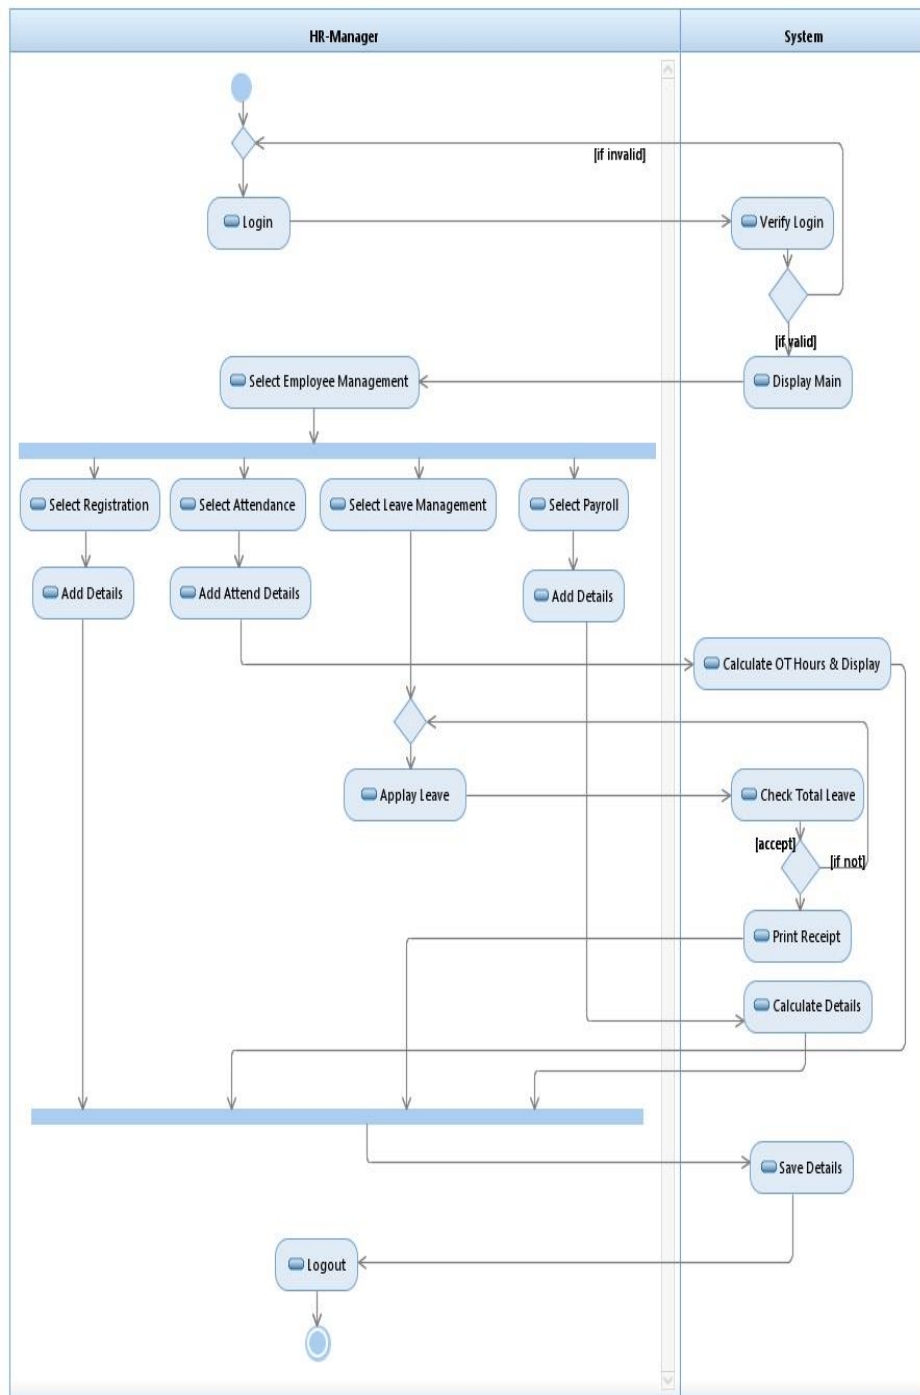 HR-Manager
System
[if invalid]
Login
Verify Login
[if valid]
Select Employee Management
Display Main
Select Registration
Select Attendance
Select Leave Management
Select Payroll
Add Details
Add Attend Details
Add Details
Calculate OT Hours & Display
Applay Leave
Check Total Leave
[accept]
[if not]
Print Receipt
Calculate Details
Save Details
Logout